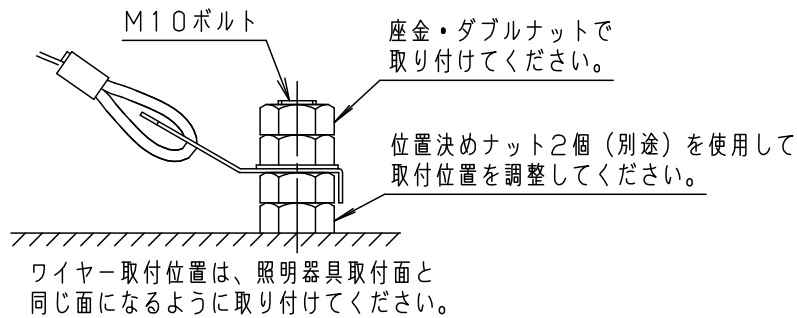 M10ボルト
座金・ダブルナットで
取り付けてください。
位置決めナット2個（別途）を使用して
取付位置を調整してください。
ワイヤー取付位置は、照明器具取付面と
同じ面になるように取り付けてください。